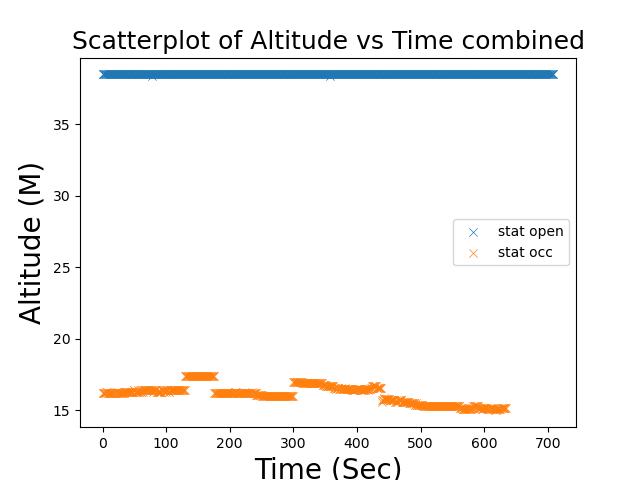 Scatterplot of Altitude vs Time combined
35
30
25
20
15
Altitude (M)
stat open
stat occ
0 100 200 300 400 500 600 700
Time (Sec)